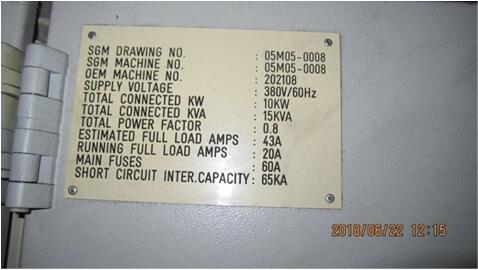 SGM DRAWING NO. : 05M05-0008
SGM MACHINE NO. : 05M05-0008
OEM MACHINE NO. : 202108
SUPPLY VOLTAGE : 380V/60Hz
TOTAL CONNECTED KW : 10KW
TOTAL CONNECTED KVA : 15KVA
TOTAL POWER FACTOR : 0.8
ESTIMATED FULL LOAD AMPS : 43A
RUNNING FULL LOAD AMPS : 20A
MAIN FUSES : 60A
SHORT CIRCUIT INTER.CAPACITY : 65KA
2018/06/22 12:15